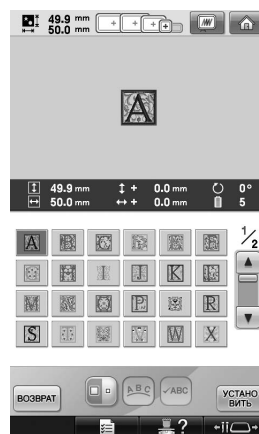 49.9 mm
50.0 mm
A
49.9 mm + 0.0 mm 0°
50.0 mm + 0.0 mm 5
1/2
A B C D E F
G H I J K L
M N O P Q R
S T U V W X
ВОЗВРАТ
ABC
ABC
УСТАНО
ВИТЬ
?